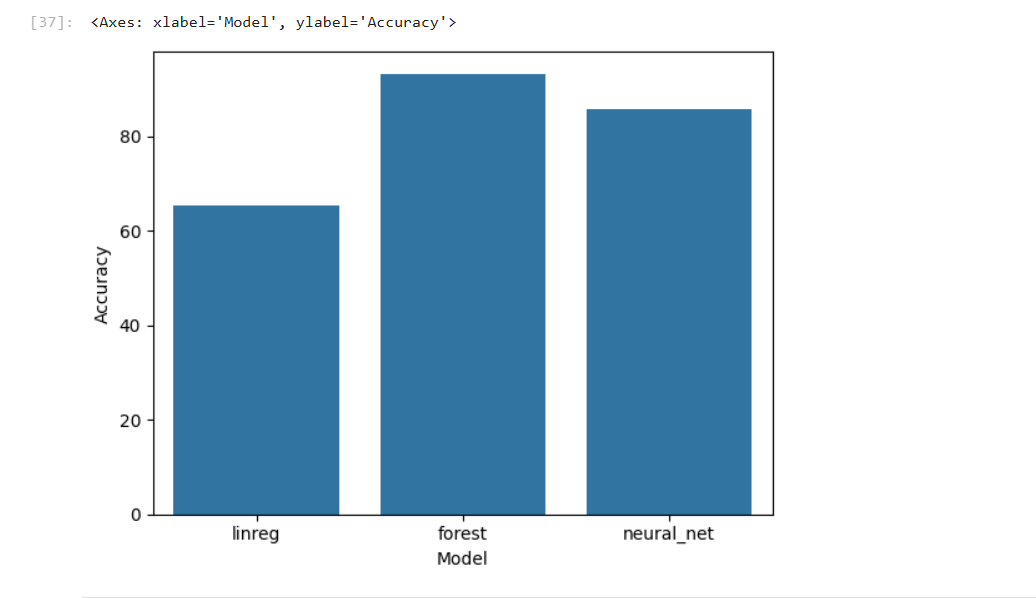 [37]: <Axes: xlabel='Model', ylabel='Accuracy'>
80
60
40
20
0
Accuracy
linreg forest neural_net
Model